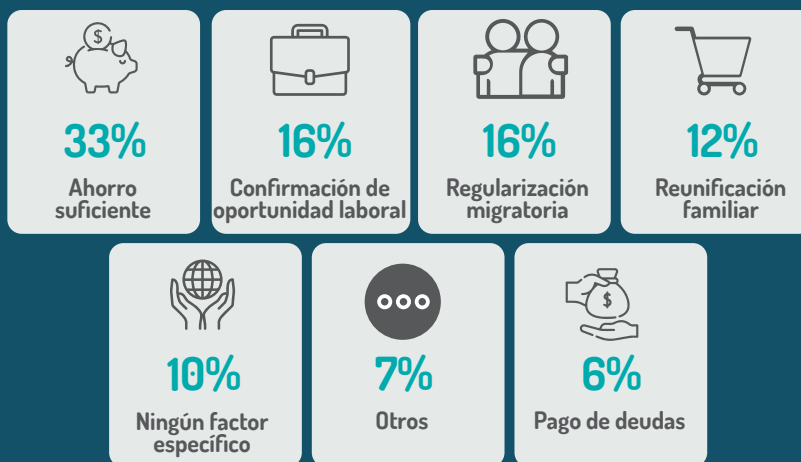 $
33%
Ahorro
suficiente
16%
Confirmación de
oportunidad laboral
16%
Regularización
migratoria
12%
Reunificación
familiar
10%
Ningún factor
específico
7%
Otros
$
6%
Pago de deudas